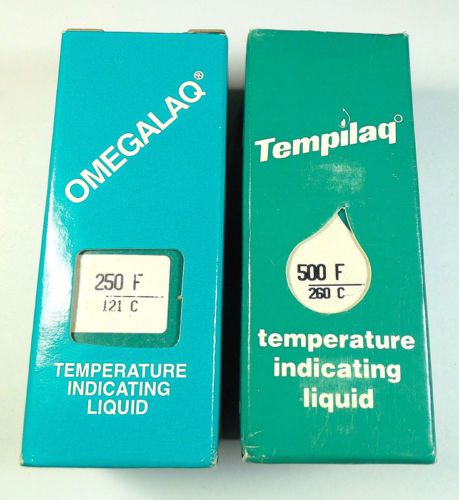 OMEGALAQ®
250 F
121 C
TEMPERATURE
INDICATING
LIQUID
Tempilaq
500 F
260 C
temperature
indicating
liquid